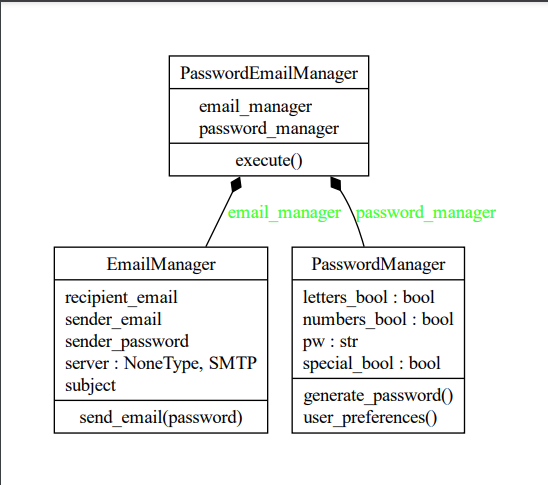 PasswordEmailManager
email_manager
password_manager
execute()
email_manager
password_manager
EmailManager
recipient_email
sender_email
sender_password
server : NoneType, SMTP
subject
send_email(password)
PasswordManager
letters_bool : bool
numbers_bool : bool
pw : str
special_bool : bool
generate_password()
user_preferences()